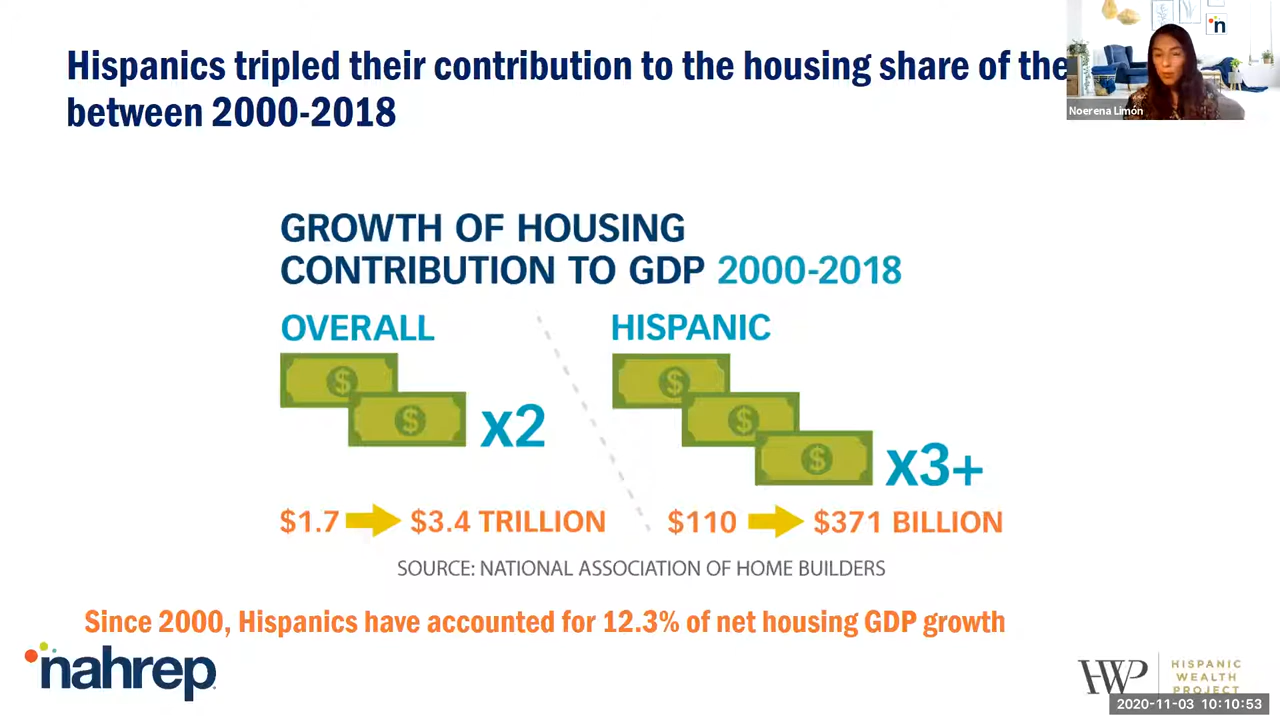 Hispanics tripled their contribution to the housing share of the
between 2000-2018
n
Noerena Limón
GROWTH OF HOUSING
CONTRIBUTION TO GDP 2000-2018
OVERALL
HISPANIC
$
$
$
$
$
x2
x3+
$1.7 $3.4 TRILLION
$110 $371 BILLION
SOURCE: NATIONAL ASSOCIATION OF HOME BUILDERS
Since 2000, Hispanics have accounted for 12.3% of net housing GDP growth
nahrep
HWP
HISPANIC
WEALTH
PROJECT
2020-11-03 10:10:53